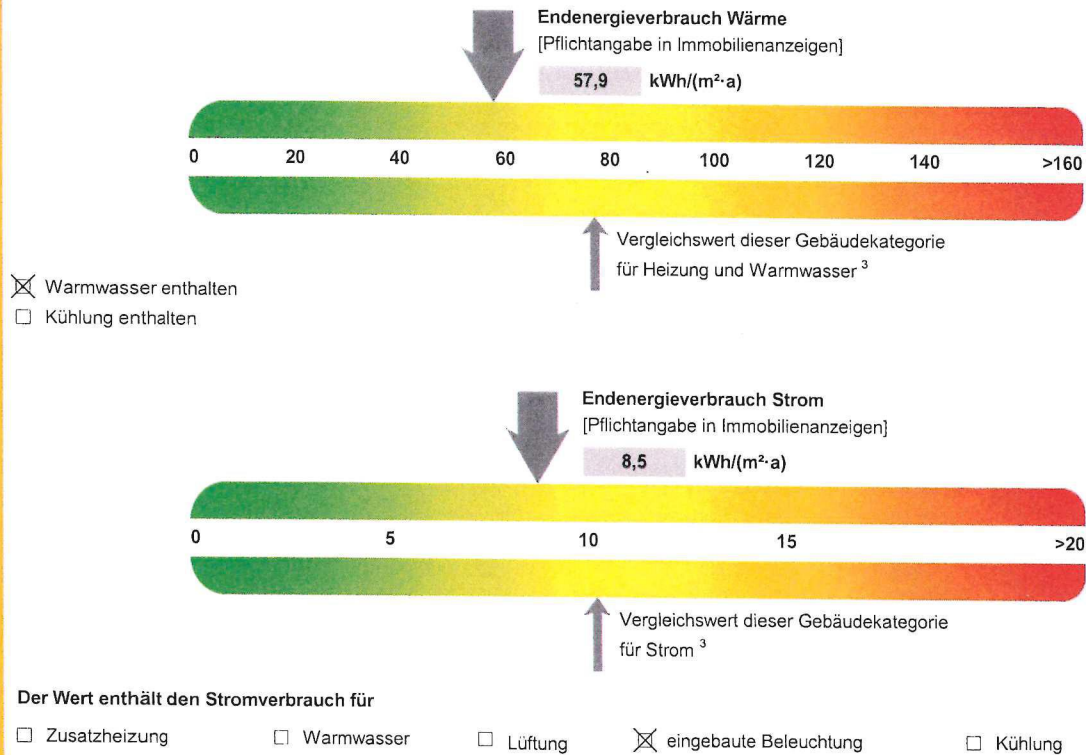 Endenergieverbrauch Wärme
[Pflichtangabe in Immobilienanzeigen]
57,9 kWh/(m²·a)
0 20 40 60 80 100 120 140 >160
Vergleichswert dieser Gebäudekategorie
für Heizung und Warmwasser ³
☒ Warmwasser enthalten
☐ Kühlung enthalten
Endenergieverbrauch Strom
[Pflichtangabe in Immobilienanzeigen]
8,5 kWh/(m²·a)
0 5 10 15 >20
Vergleichswert dieser Gebäudekategorie
für Strom ³
Der Wert enthält den Stromverbrauch für
☐ Zusatzheizung ☐ Warmwasser ☐ Lüftung ☒ eingebaute Beleuchtung ☐ Kühlung